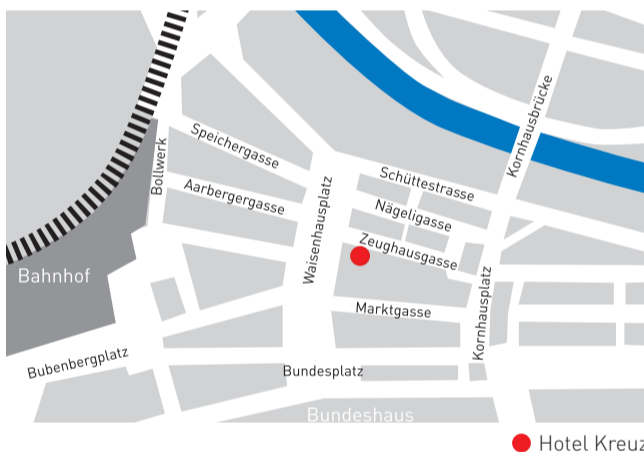 Kornhausbrücke
Speichergasse
Bollwerk
Schüttestrasse
Aarbergergasse
Nägeligasse
Waisenhausplatz
Zeughausgasse
Bahnhof
Kornhausplatz
Marktgasse
Bubenbergplatz
Bundesplatz
Bundeshaus
Hotel Kreuz